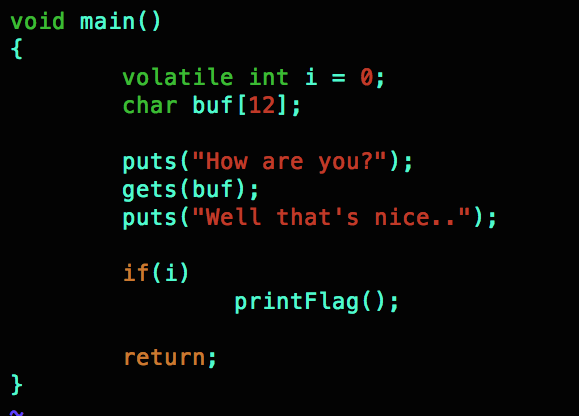 void main()
{
volatile int i = 0;
char buf[12];
puts("How are you?");
gets(buf);
puts("Well that's nice..");
if(i)
printFlag();
return;
}
~